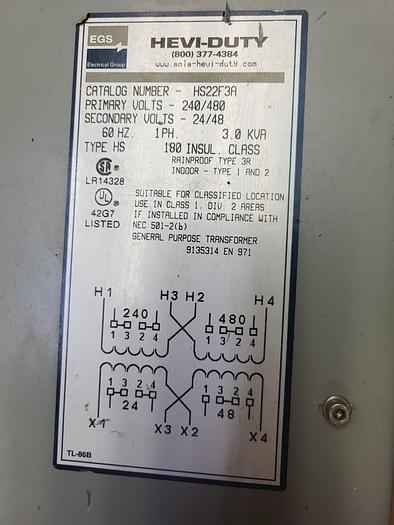 EGS
Electrical Group
HEVI-DUTY
(800) 377-4384
www.sola-hevi-duty.com
CATALOG NUMBER - HS22F3A
PRIMARY VOLTS - 240/480
SECONDARY VOLTS - 24/48
60 HZ. 1PH. 3.0 KVA
TYPE HS 180 INSUL. CLASS
RAINPROOF TYPE 3R
INDOOR - TYPE 1 AND 2
LR14328
SUITABLE FOR CLASSIFIED LOCATION
USE IN CLASS 1, DIV. 2 AREAS
IF INSTALLED IN COMPLIANCE WITH
NEC 501-2(b)
UL
42G7
LISTED
GENERAL PURPOSE TRANSFORMER
9135314 EN 971
H1 H3 H2 H4
240 480
1 3 2 4 1 3 2 4
1 3 2 4 1 3 2 4
24 48
X1 X3 X2 X4
TL-86B